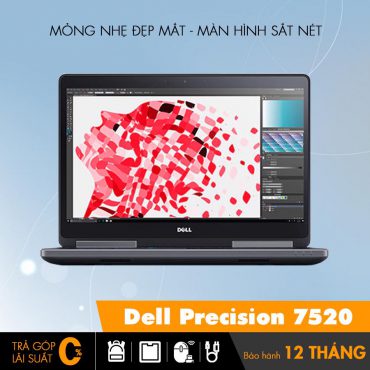 MỎNG NHẸ ĐẸP MẮT - MÀN HÌNH SẮT NÉT
DELL
Dell Precision 7520
TRẢ GÓP
LÃI SUẤT
0%
Bảo hành 12 THÁNG